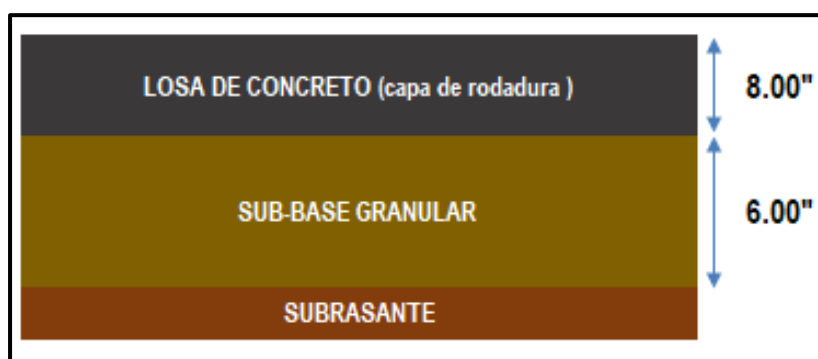 LOSA DE CONCRETO (capa de rodadura )
8.00"
SUB-BASE GRANULAR
6.00"
SUBRASANTE